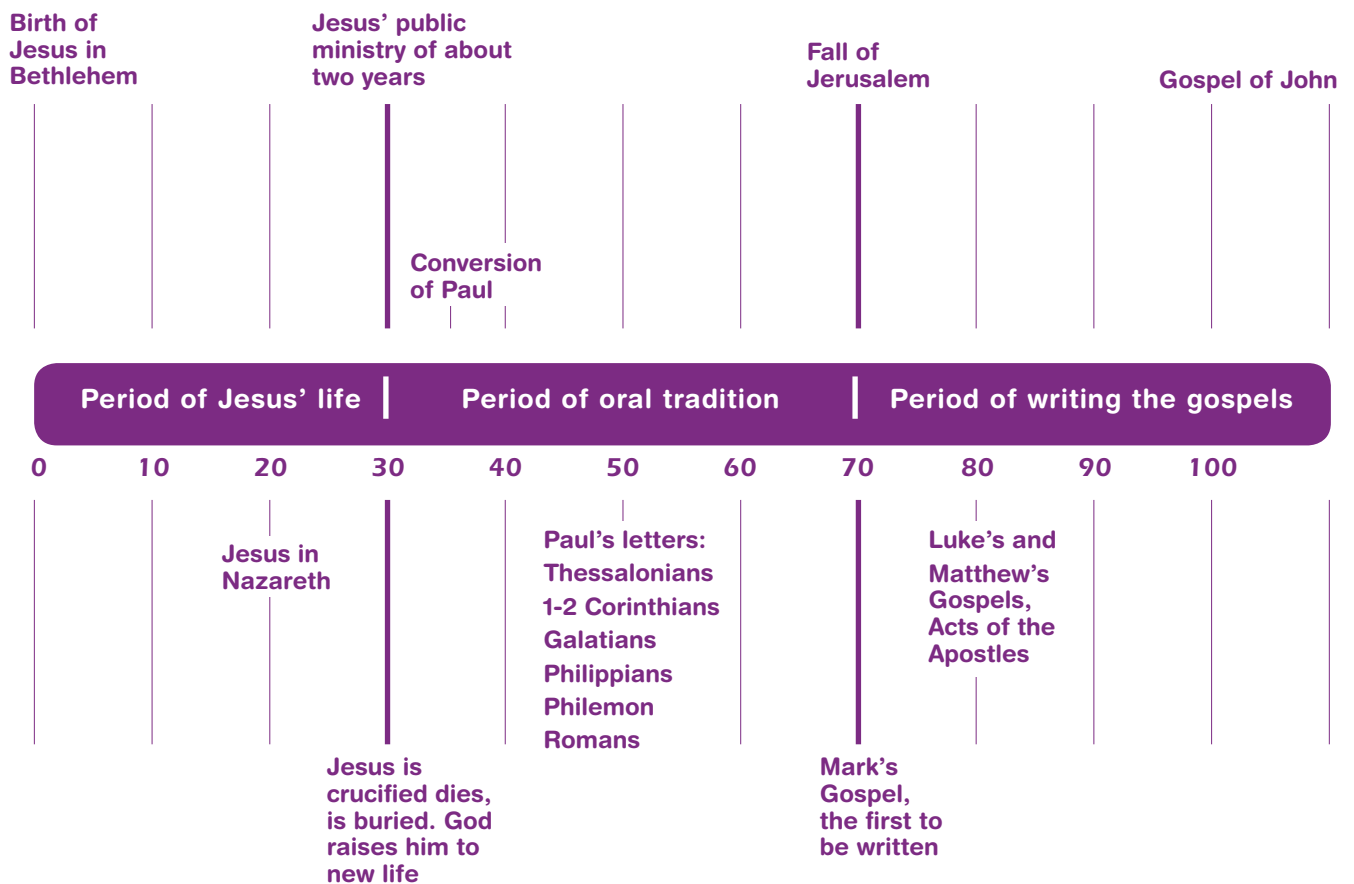 Birth of
Jesus in
Bethlehem
Jesus’ public
ministry of about
two years
Fall of
Jerusalem
Gospel of John
Conversion
of Paul
Period of Jesus’ life
Period of oral tradition
Period of writing the gospels
0 10 20 30 40 50 60 70 80 90 100
Jesus in
Nazareth
Paul’s letters:
Thessalonians
1-2 Corinthians
Galatians
Philippians
Philemon
Romans
Luke’s and
Matthew’s
Gospels,
Acts of the
Apostles
Jesus is
crucified dies,
is buried. God
raises him to
new life
Mark’s
Gospel,
the first to
be written